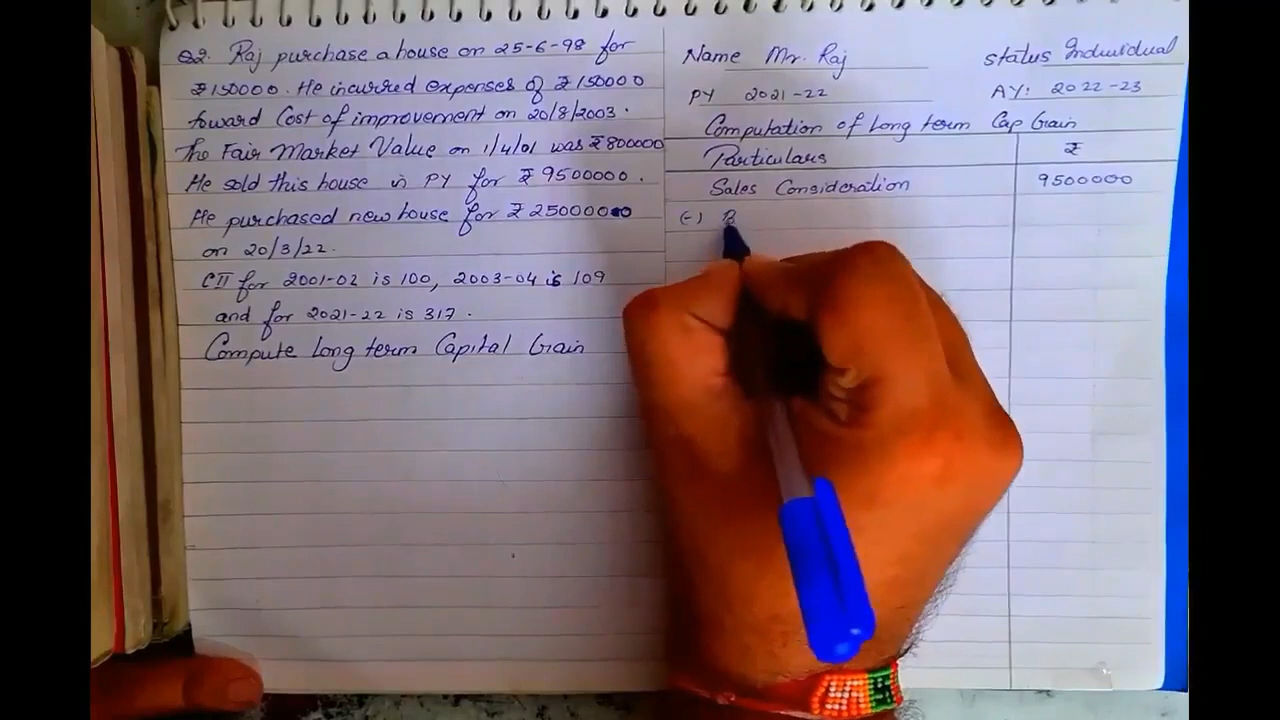 Q2. Raj purchase a house on 25-6-98 for
₹150000. He incurred expenses of ₹150000
toward Cost of improvement on 20/8/2003.
The Fair Market Value on 1/4/01 was ₹800000
He sold this house in PY for ₹9500000.
He purchased new house for ₹2500000
on 20/3/22.
CII for 2001-02 is 100, 2003-04 is 109
and for 2021-22 is 317.
Compute Long term Capital Gain
Name Mr. Raj status Individual
PY 2021-22 AY: 2022-23
Computation of Long term Cap Gain
Particulars ₹
Sales Consideration 9500000
(-)